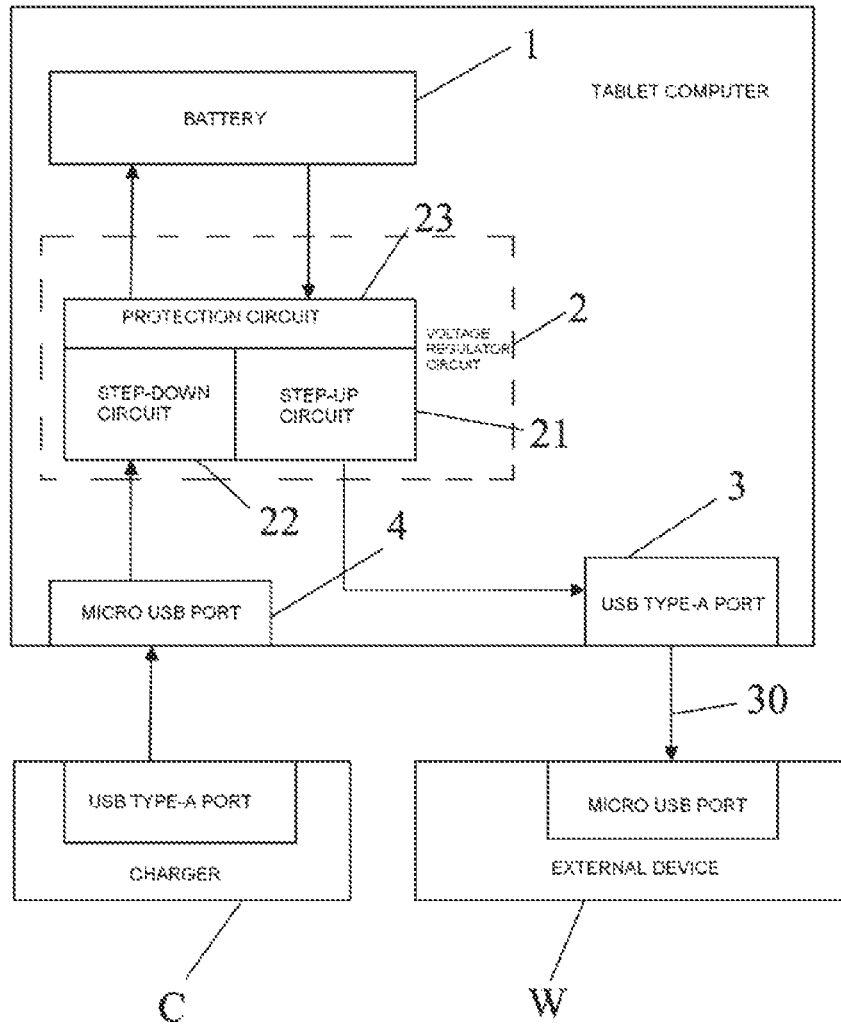 1
TABLET COMPUTER
BATTERY
23
PROTECTION CIRCUIT
2
VOLTAGE
REGULATOR
CIRCUIT
STEP-DOWN
CIRCUIT
STEP-UP
CIRCUIT
21
22
4
3
MICRO USB PORT
USB TYPE-A PORT
30
USB TYPE-A PORT
MICRO USB PORT
CHARGER
EXTERNAL DEVICE
C
W